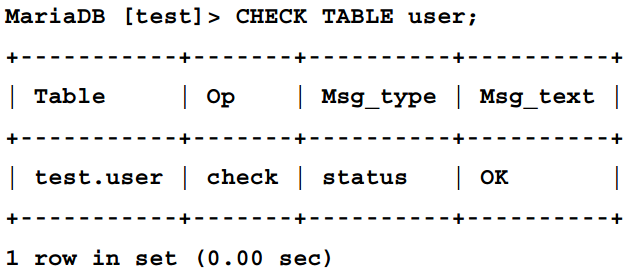 MariaDB [test]> CHECK TABLE user;
+-----------+-------+----------+----------+
| Table     | Op    | Msg_type | Msg_text |
+-----------+-------+----------+----------+
| test.user | check | status   | OK       |
+-----------+-------+----------+----------+
1 row in set (0.00 sec)